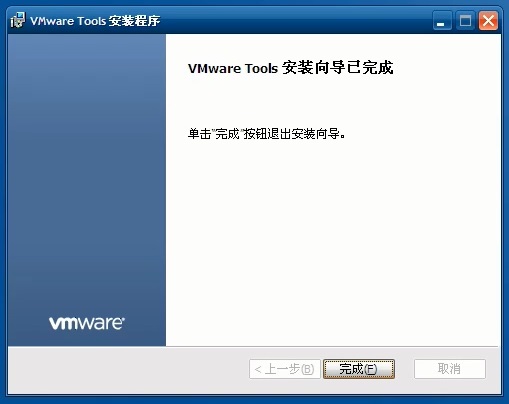 VMware Tools 安装程序
VMware Tools 安装向导已完成
单击"完成"按钮退出安装向导。
vmware®
< 上一步(B)
完成(F)
取消